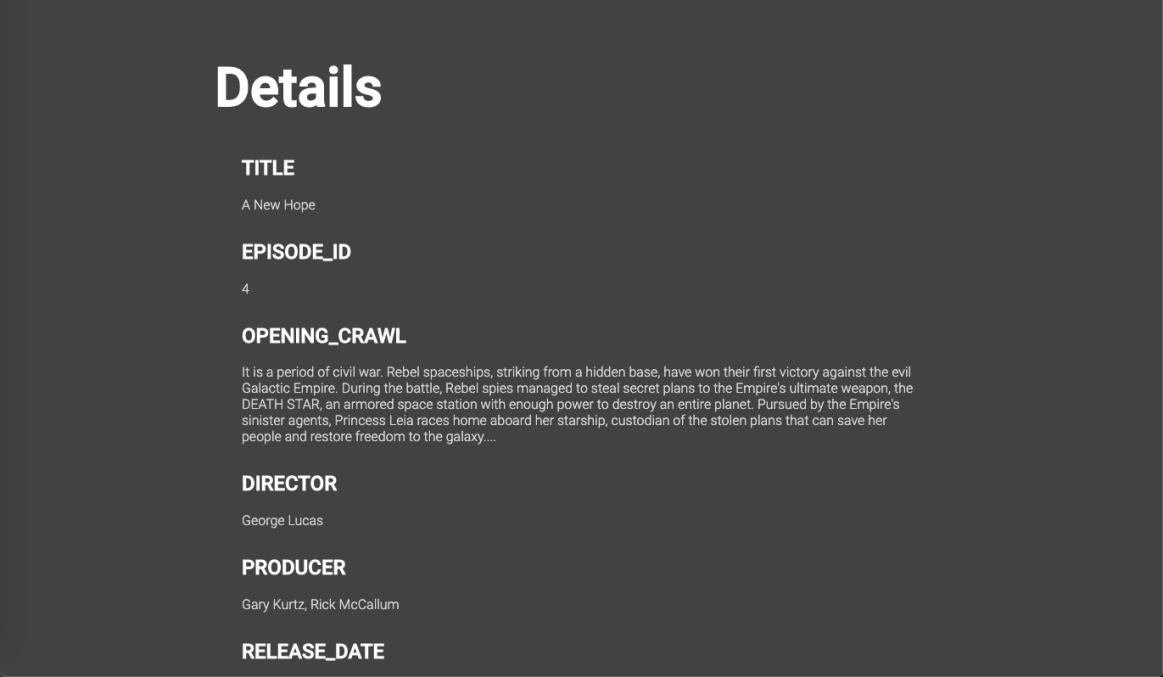 Details
TITLE
A New Hope
EPISODE_ID
4
OPENING_CRAWL
It is a period of civil war. Rebel spaceships, striking from a hidden base, have won their first victory against the evil
Galactic Empire. During the battle, Rebel spies managed to steal secret plans to the Empire's ultimate weapon, the
DEATH STAR, an armored space station with enough power to destroy an entire planet. Pursued by the Empire's
sinister agents, Princess Leia races home aboard her starship, custodian of the stolen plans that can save her
people and restore freedom to the galaxy....
DIRECTOR
George Lucas
PRODUCER
Gary Kurtz, Rick McCallum
RELEASE_DATE